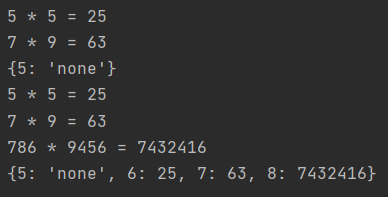 5 * 5 = 25
7 * 9 = 63
{5: 'none'}
5 * 5 = 25
7 * 9 = 63
786 * 9456 = 7432416
{5: 'none', 6: 25, 7: 63, 8: 7432416}